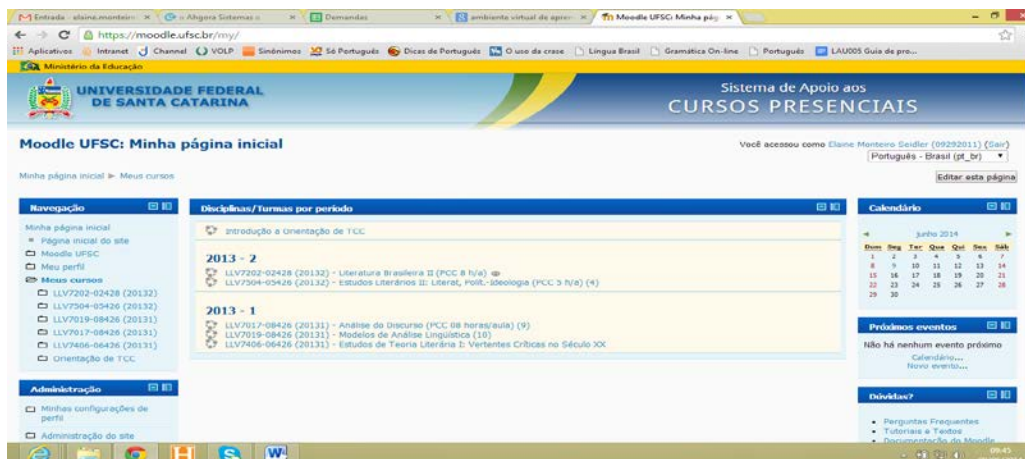 Entrada - elaine.monteiro
Ahgora Sistemas
Demandas
ambiente virtual de apren
Moodle UFSC: Minha pág
https://moodle.ufsc.br/my/
Aplicativos Intranet Channel VOLP Sinônimos Só Português Dicas de Português O uso da crase Língua Brasil Gramática On-line Português LAU005 Guia de pro...
Ministério da Educação
UNIVERSIDADE FEDERAL
DE SANTA CATARINA
Sistema de Apoio aos
CURSOS PRESENCIAIS
Moodle UFSC: Minha página inicial
Você acessou como Elaine Monteiro Seidler (09292011) (Sair)
Português - Brasil (pt_br)
Minha página inicial ► Meus cursos
Editar esta página
Navegação
Minha página inicial
Página inicial do site
Moodle UFSC
Meu perfil
Meus cursos
LLV7202-02428 (20132)
LLV7504-05426 (20132)
LLV7019-08426 (20131)
LLV7017-08426 (20131)
LLV7406-06426 (20131)
Orientação de TCC
Administração
Minhas configurações de
perfil
Administração do site
Disciplinas/Turmas por período
Introdução a Orientação de TCC
2013 - 2
LLV7202-02428 (20132) - Literatura Brasileira II (PCC 8 h/a)
LLV7504-05426 (20132) - Estudos Literários II: Literat, Polít.-Ideologia (PCC 5 h/a) (4)
2013 - 1
LLV7017-08426 (20131) - Análise do Discurso (PCC 08 horas/aula) (9)
LLV7019-08426 (20131) - Modelos de Análise Linguística (10)
LLV7406-06426 (20131) - Estudos de Teoria Literária I: Vertentes Críticas no Século XX
Calendário
junho 2014
Dom Seg Ter Qua Qui Sex Sáb
1 2 3 4 5 6 7
8 9 10 11 12 13 14
15 16 17 18 19 20 21
22 23 24 25 26 27 28
29 30
Próximos eventos
Não há nenhum evento próximo
Calendário...
Novo evento...
Dúvidas?
Perguntas Frequentes
Tutoriais e Textos
Documentação do Moodle
09:45